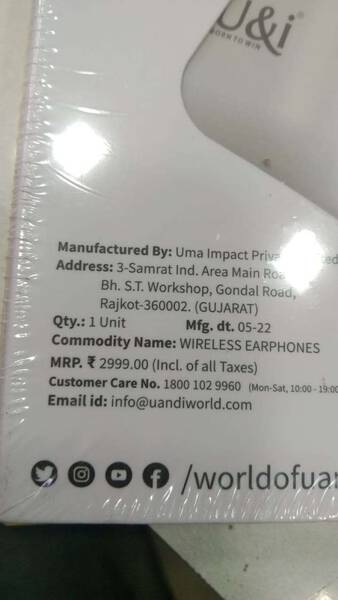 U&i®
BORN TO WIN
Manufactured By: Uma Impact
Address: 3-Samrat Ind. Area Main
Bh. S.T. Workshop, Gondal Road,
Rajkot-360002. (GUJARAT)
Qty.: 1 Unit Mfg. dt. 05-22
Commodity Name: WIRELESS EARPHONES
MRP. ₹ 2999.00 (Incl. of all Taxes)
Customer Care No. 1800 102 9960 (Mon-Sat, 10:00 - 19:00
Email id: info@uandiworld.com
/worldofua